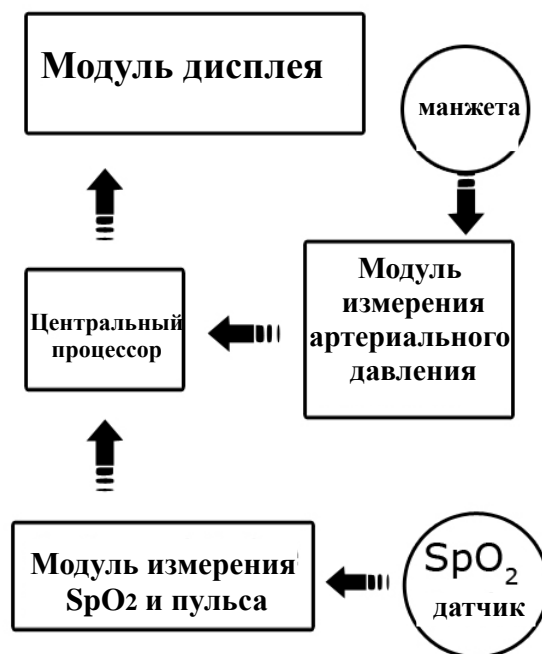 Модуль дисплея
манжета
Модуль
измерения
артериального
давления
Центральный
процессор
Модуль измерения
SpO2 и пульса
SpO2
датчик